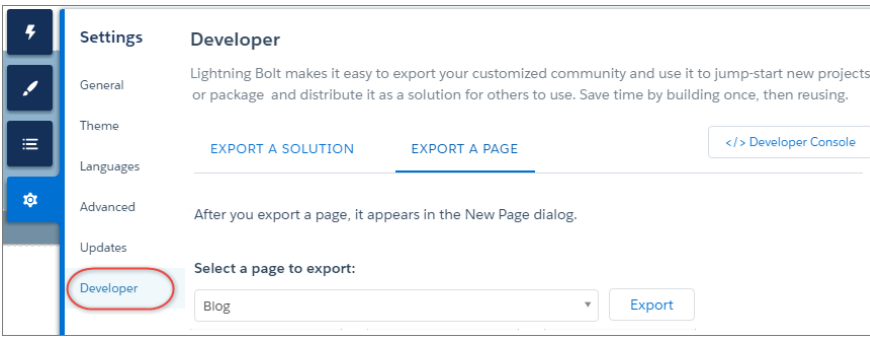 Settings
General
Theme
Languages
Advanced
Updates
Developer
Developer
Lightning Bolt makes it easy to export your customized community and use it to jump-start new projects
or package and distribute it as a solution for others to use. Save time by building once, then reusing.
EXPORT A SOLUTION EXPORT A PAGE </> Developer Console
After you export a page, it appears in the New Page dialog.
Select a page to export:
Blog Export